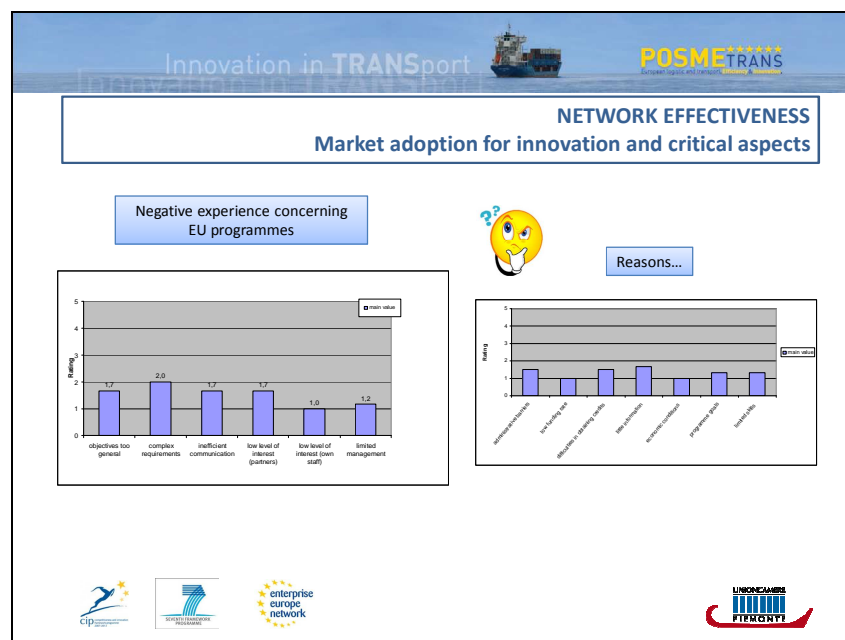 Innovation in TRANSport
Innovation in TRANSport
POSMETRANS
European logistic and transport Efficiency & Innovation
NETWORK EFFECTIVENESS
Market adoption for innovation and critical aspects
Negative experience concerning
EU programmes
??
Reasons…
main value
5
4
3
2
1
0
Rating
1,7
2,0
1,7
1,7
1,0
1,2
objectives too
general
complex
requirements
inefficient
communication
low level of
interest
(partners)
low level of
interest (own
staff)
limited
management
main value
5
4
3
2
1
0
Rating
administrative barriers
low funding rate
difficulties in obtaining credits
little information
economic conditions
programme goals
limited skills
cip
SEVENTH FRAMEWORK
PROGRAMME
enterprise
europe
network
UNIONCAMERE
PIEMONTE